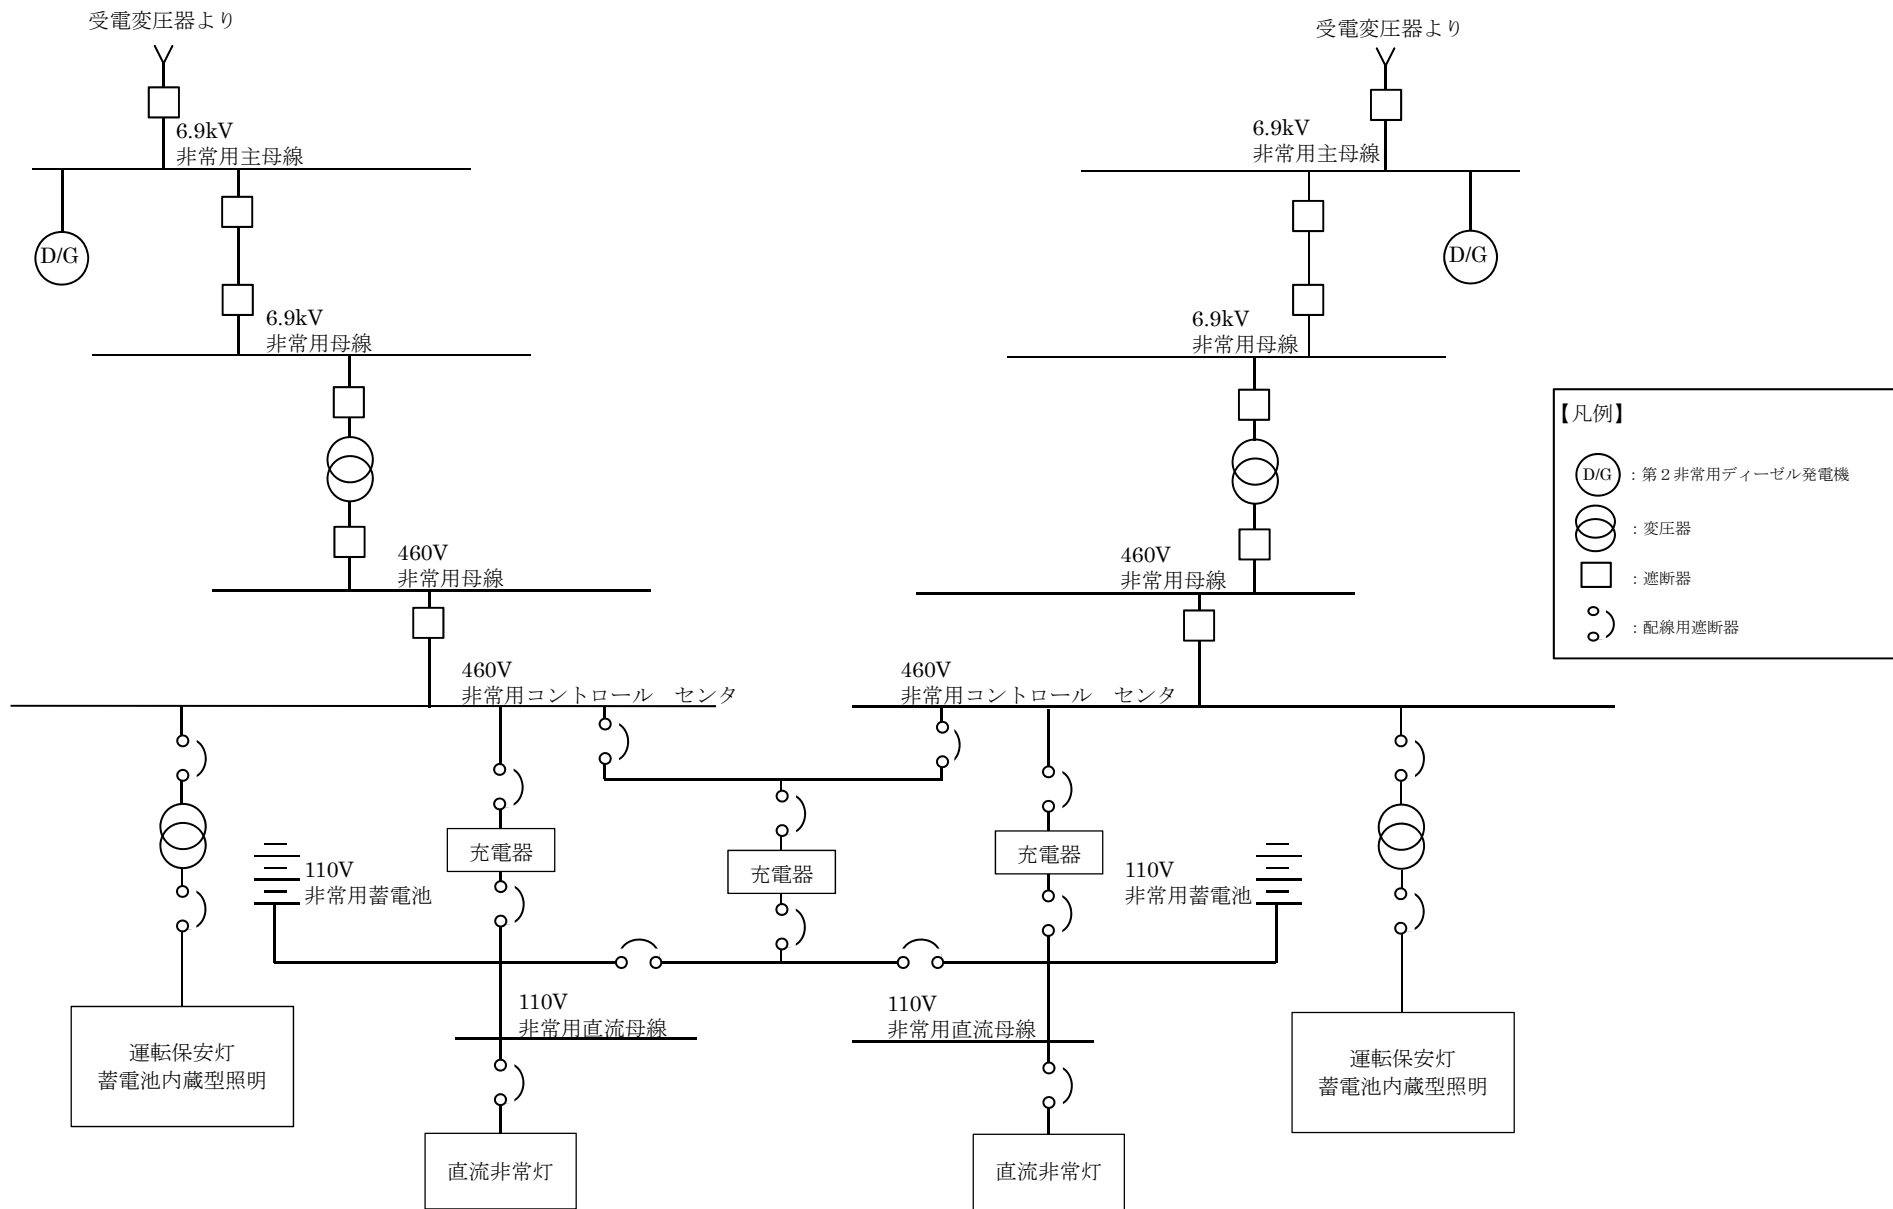 受電変圧器より
受電変圧器より
6.9kV
非常用主母線
6.9kV
非常用主母線
D/G
D/G
6.9kV
非常用母線
6.9kV
非常用母線
【凡例】
D/G
：第２非常用ディーゼル発電機
：変圧器
：遮断器
：配線用遮断器
460V
非常用母線
460V
非常用母線
460V
非常用コントロール　センタ
460V
非常用コントロール　センタ
充電器
充電器
充電器
110V
非常用蓄電池
110V
非常用蓄電池
110V
非常用直流母線
110V
非常用直流母線
運転保安灯
蓄電池内蔵型照明
運転保安灯
蓄電池内蔵型照明
直流非常灯
直流非常灯